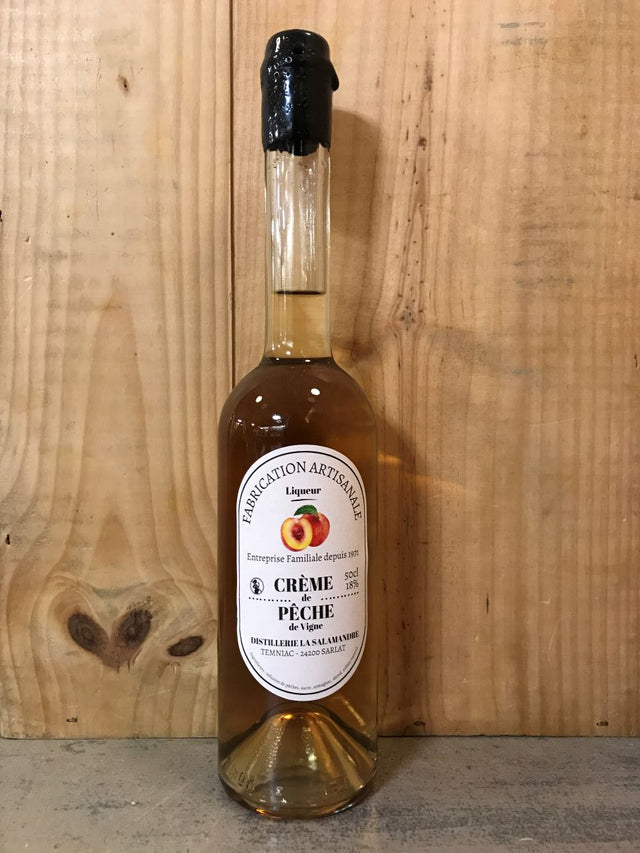 FABRICATION ARTISANALE
Liqueur
Entreprise Familiale depuis 1971
CRÈME
50cl
18%
de
PÊCHE
de Vigne
DISTILLERIE LA SALAMANDRE
TEMNIAC - 24200 SARLAT